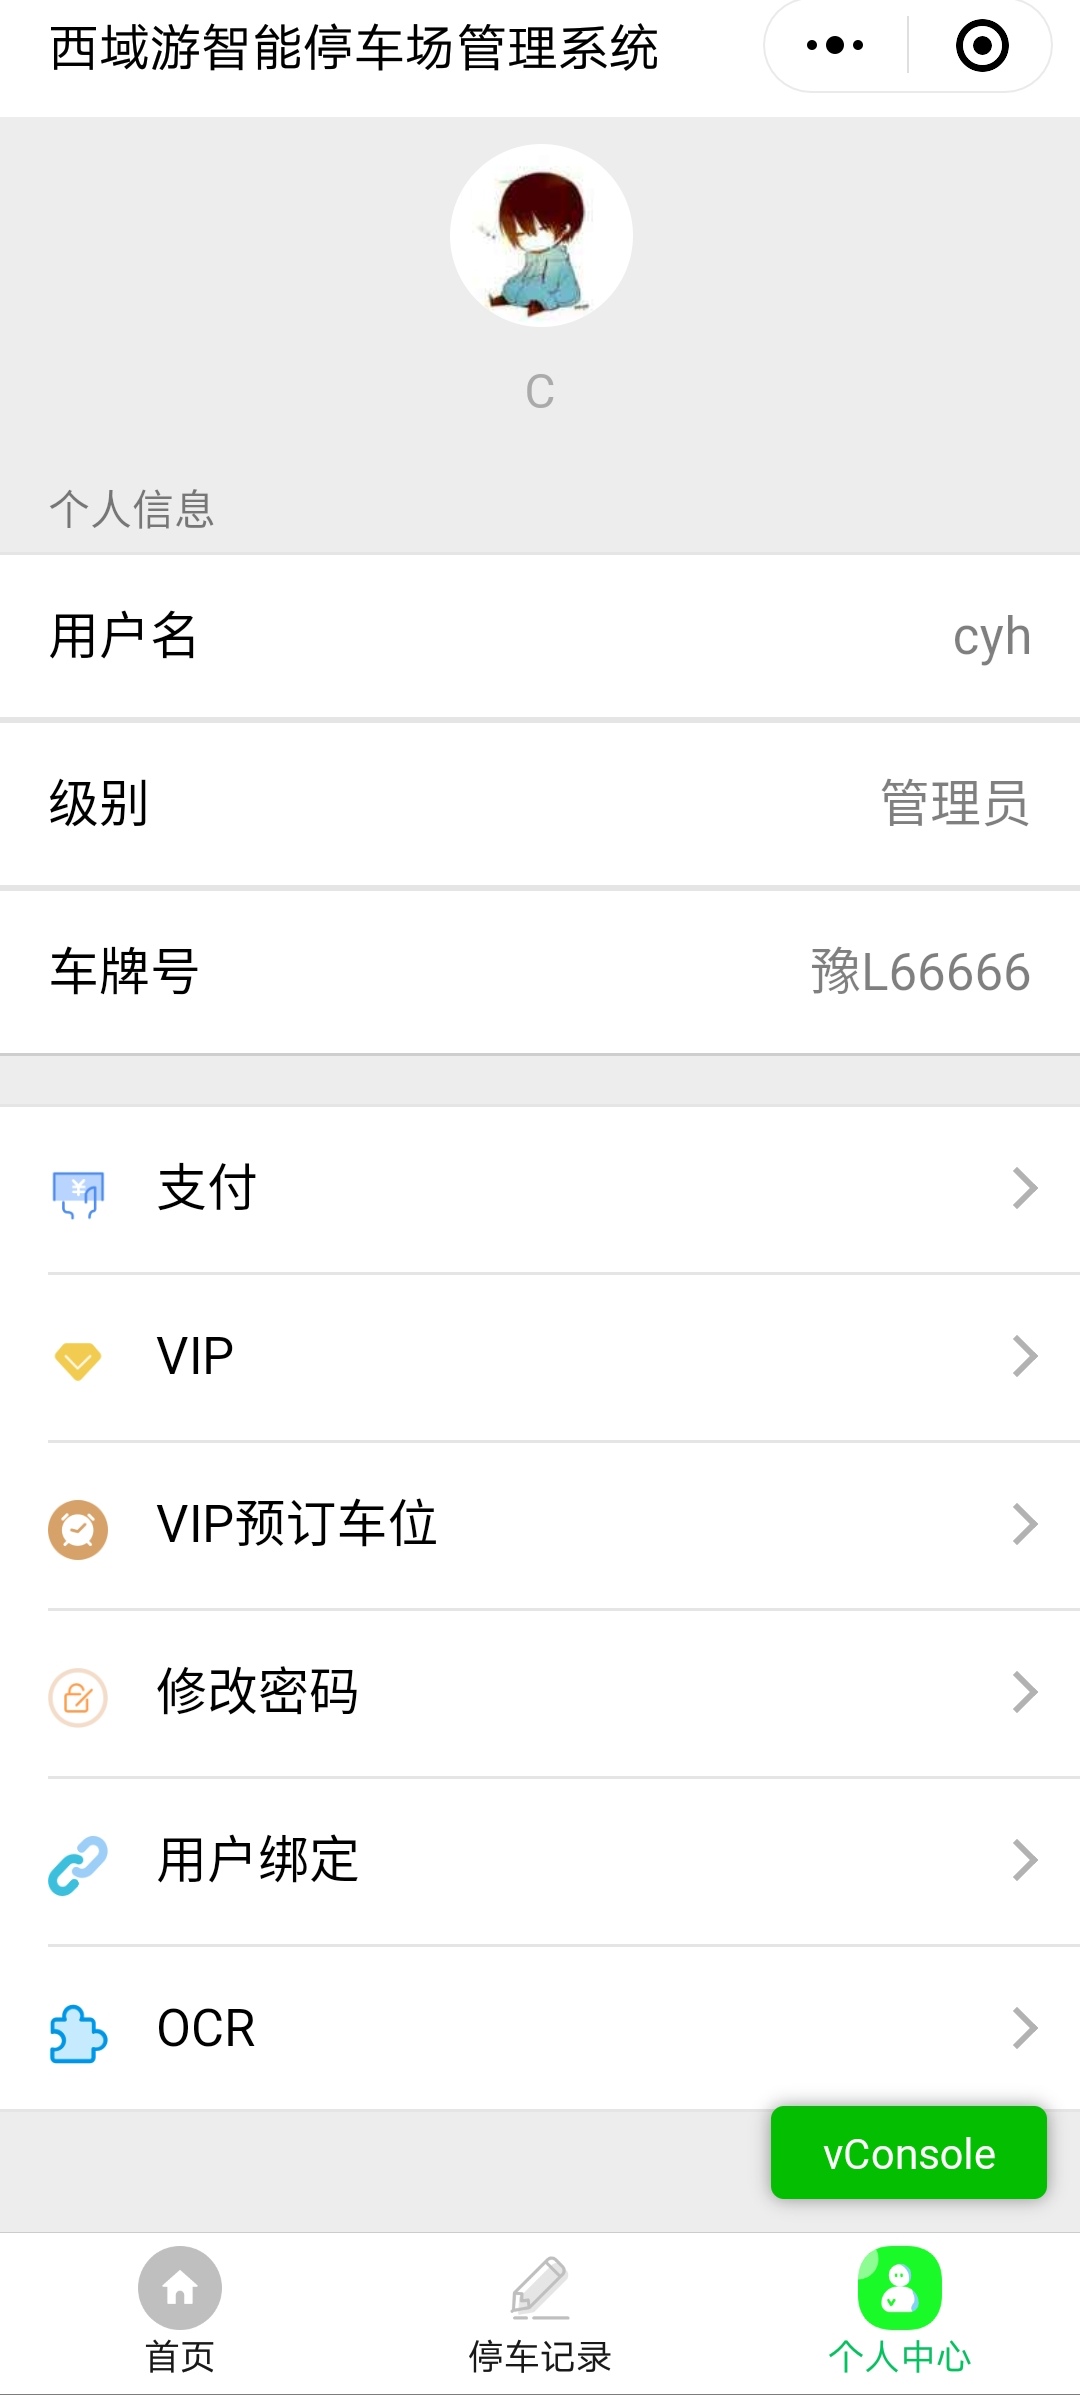 西域游智能停车场管理系统
C
个人信息
用户名 cyh
级别 管理员
车牌号 豫L66666
支付
VIP
VIP预订车位
修改密码
用户绑定
OCR
vConsole
首页 停车记录 个人中心